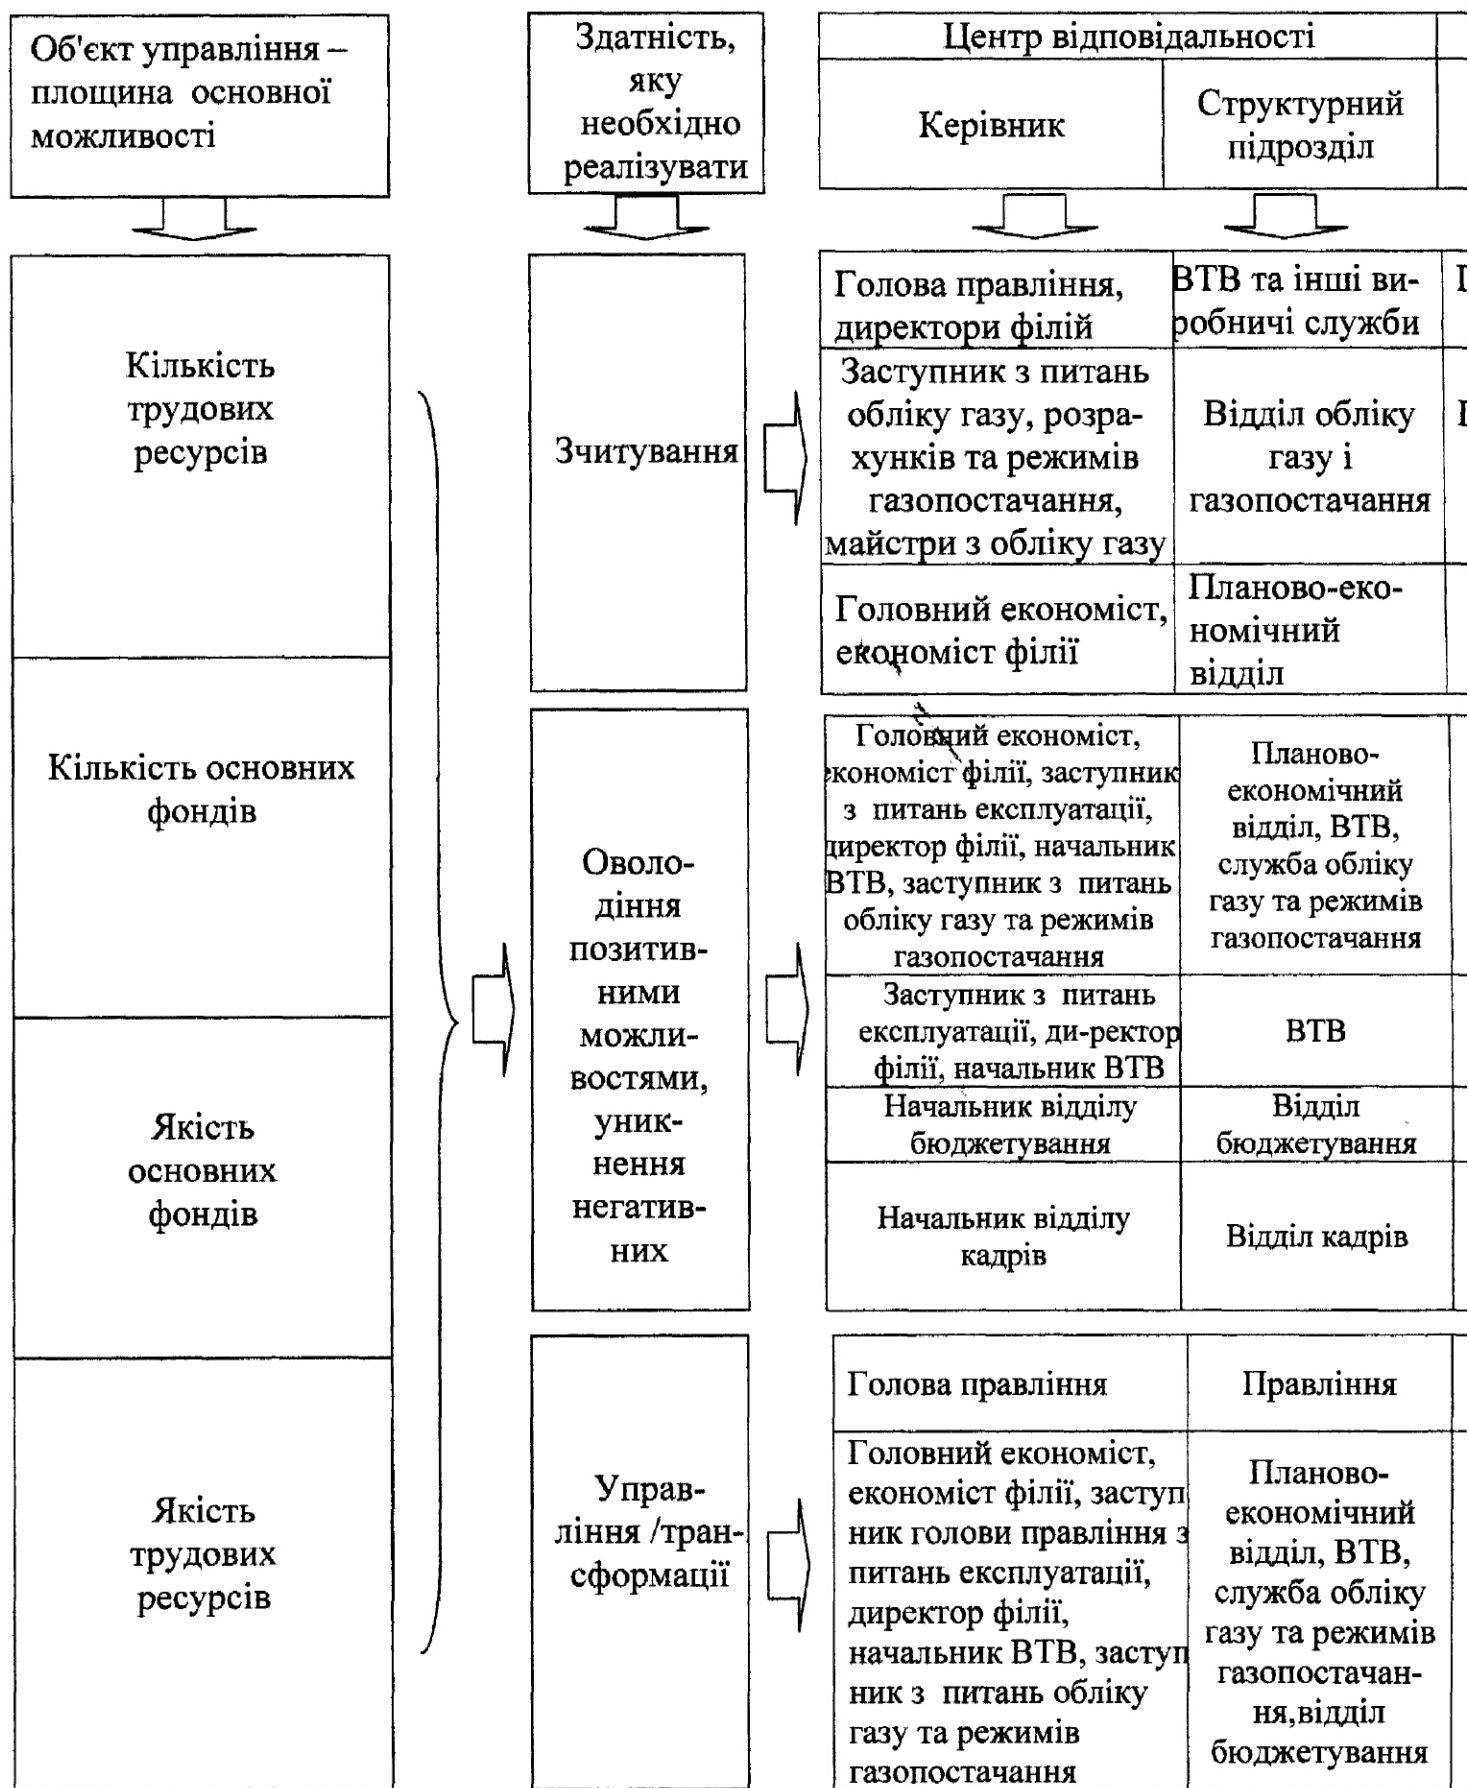 Об'єкт управління –
площина основної
можливості
Здатність,
яку
необхідно
реалізувати
Центр відповідальності
Керівник
Структурний
підрозділ
Кількість
трудових
ресурсів
Кількість основних
фондів
Якість
основних
фондів
Якість
трудових
ресурсів
Зчитування
Голова правління,
директори філій
ВТВ та інші ви-
робничі служби
Заступник з питань
обліку газу, розра-
хунків та режимів
газопостачання,
майстри з обліку газу
Відділ обліку
газу і
газопостачання
Головний економіст,
економіст філії
Планово-еко-
номічний
відділ
Оволо-
діння
позитив-
ними
можли-
востями,
уник-
нення
негатив-
них
Головний економіст,
економіст філії, заступник
з питань експлуатації,
директор філії, начальник
ВТВ, заступник з питань
обліку газу та режимів
газопостачання
Планово-
економічний
відділ, ВТВ,
служба обліку
газу та режимів
газопостачання
Заступник з питань
експлуатації, ди-ректор
філії, начальник ВТВ
ВТВ
Начальник відділу
бюджетування
Відділ
бюджетування
Начальник відділу
кадрів
Відділ кадрів
Управ-
ління /тран-
сформації
Голова правління
Правління
Головний економіст,
економіст філії, заступ
ник голови правління з
питань експлуатації,
директор філії,
начальник ВТВ, заступ
ник з питань обліку
газу та режимів
газопостачання
Планово-
економічний
відділ, ВТВ,
служба обліку
газу та режимів
газопостачан-
ня,відділ
бюджетування